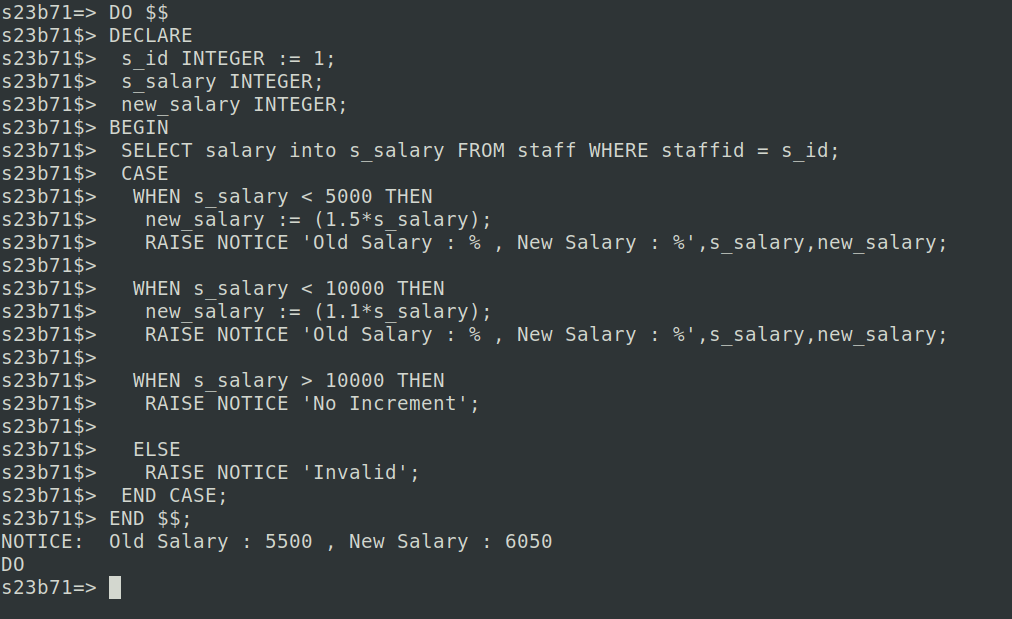 s23b71=> DO $$
s23b71$> DECLARE
s23b71$>  s_id INTEGER := 1;
s23b71$>  s_salary INTEGER;
s23b71$>  new_salary INTEGER;
s23b71$> BEGIN
s23b71$>  SELECT salary into s_salary FROM staff WHERE staffid = s_id;
s23b71$>  CASE
s23b71$>   WHEN s_salary < 5000 THEN
s23b71$>    new_salary := (1.5*s_salary);
s23b71$>    RAISE NOTICE 'Old Salary : % , New Salary : %',s_salary,new_salary;
s23b71$>
s23b71$>   WHEN s_salary < 10000 THEN
s23b71$>    new_salary := (1.1*s_salary);
s23b71$>    RAISE NOTICE 'Old Salary : % , New Salary : %',s_salary,new_salary;
s23b71$>
s23b71$>   WHEN s_salary > 10000 THEN
s23b71$>    RAISE NOTICE 'No Increment';
s23b71$>
s23b71$>   ELSE
s23b71$>    RAISE NOTICE 'Invalid';
s23b71$>  END CASE;
s23b71$> END $$;
NOTICE:  Old Salary : 5500 , New Salary : 6050
DO
s23b71=>